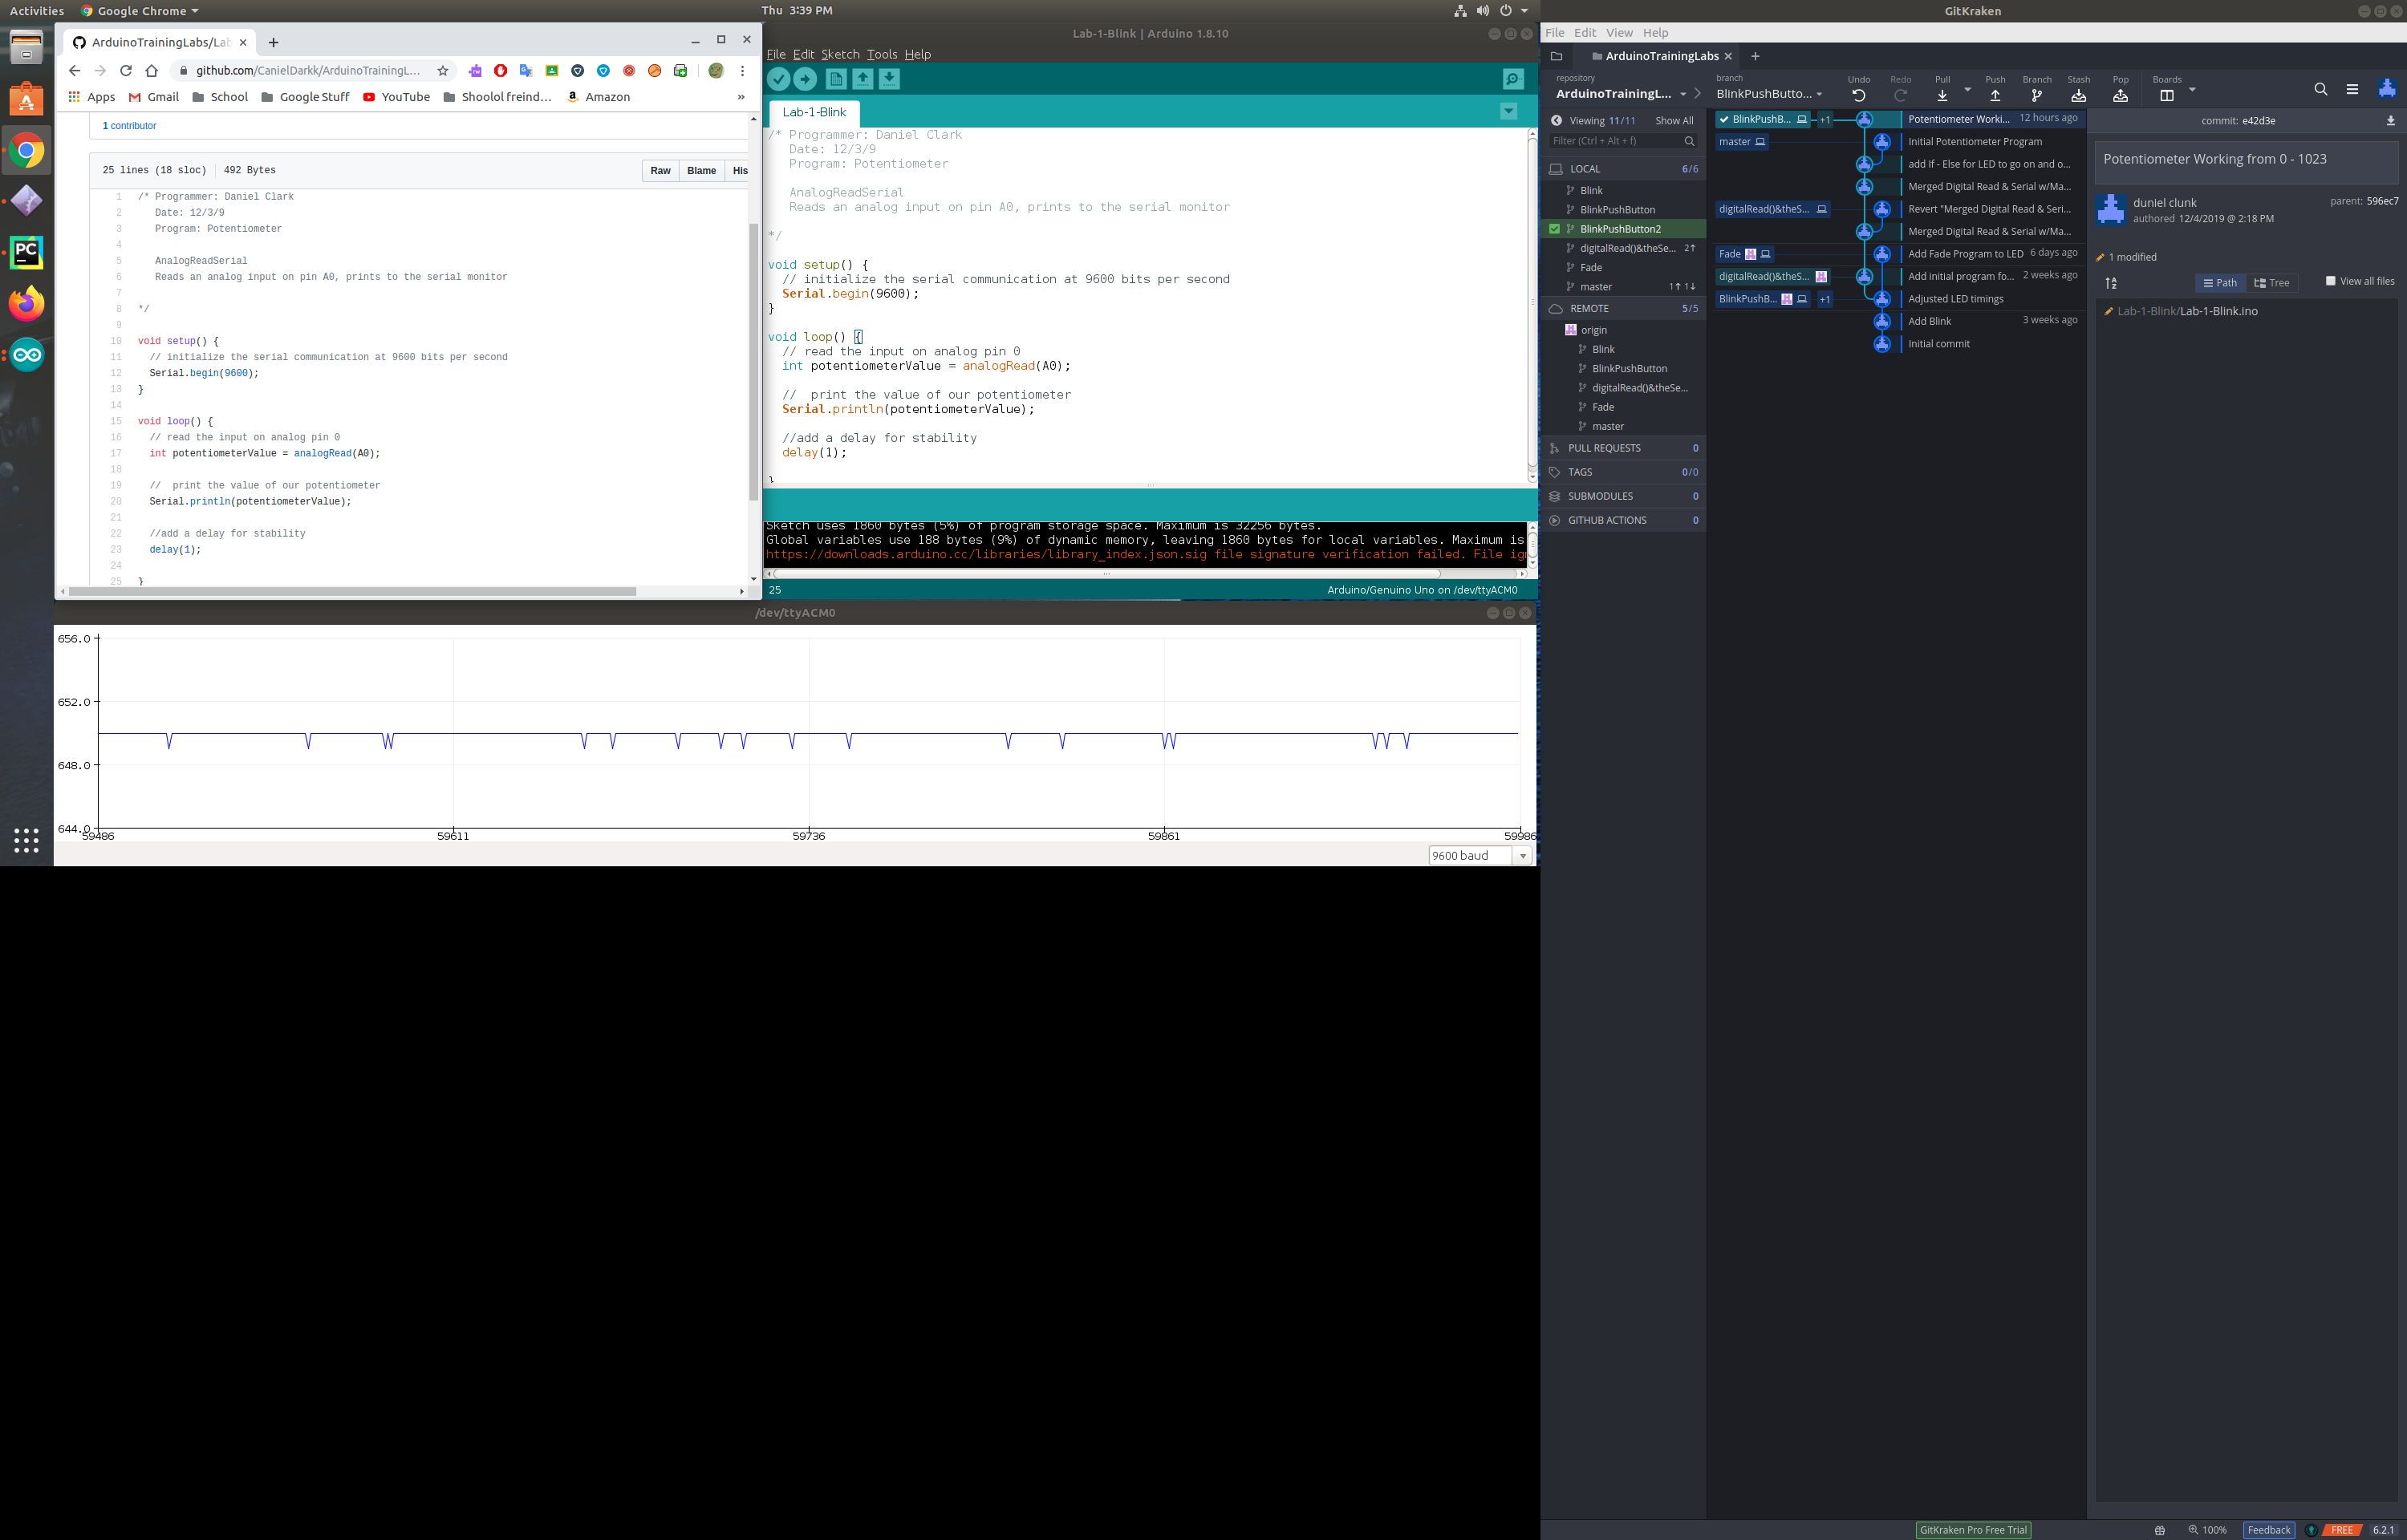 Activities
Google Chrome
Thu 3:39 PM
ArduinoTrainingLabs/Lab
github.com/CanielDarkk/ArduinoTrainingL...
Apps
Gmail
School
Google Stuff
YouTube
Shoolol freind...
Amazon
»
1 contributor
25 lines (18 sloc)
492 Bytes
Raw
Blame
His
1 /* Programmer: Daniel Clark
2 Date: 12/3/9
3 Program: Potentiometer
4
5 AnalogReadSerial
6 Reads an analog input on pin A0, prints to the serial monitor
7
8 */
9
10 void setup() {
11 // initialize the serial communication at 9600 bits per second
12 Serial.begin(9600);
13 }
14
15 void loop() {
16 // read the input on analog pin 0
17 int potentiometerValue = analogRead(A0);
18
19 // print the value of our potentiometer
20 Serial.println(potentiometerValue);
21
22 //add a delay for stability
23 delay(1);
24
25 }
Lab-1-Blink | Arduino 1.8.10
File Edit Sketch Tools Help
Lab-1-Blink
/* Programmer: Daniel Clark
Date: 12/3/9
Program: Potentiometer
AnalogReadSerial
Reads an analog input on pin A0, prints to the serial monitor
*/
void setup() {
// initialize the serial communication at 9600 bits per second
Serial.begin(9600);
}
void loop() {
// read the input on analog pin 0
int potentiometerValue = analogRead(A0);
// print the value of our potentiometer
Serial.println(potentiometerValue);
//add a delay for stability
delay(1);
}
Sketch uses 1860 bytes (5%) of program storage space. Maximum is 32256 bytes.
Global variables use 188 bytes (9%) of dynamic memory, leaving 1860 bytes for local variables. Maximum is
https://downloads.arduino.cc/libraries/library_index.json.sig file signature verification failed. File ign
25
Arduino/Genuino Uno on /dev/ttyACM0
/dev/ttyACM0
656.0
652.0
648.0
644.0
59486
59611
59736
59861
59986
9600 baud
GitKraken
File Edit View Help
ArduinoTrainingLabs
repository
ArduinoTrainingL...
branch
BlinkPushButto...
Undo
Redo
Pull
Push
Branch
Stash
Pop
Boards
Viewing 11/11
Show All
Filter (Ctrl + Alt + f)
LOCAL 6/6
Blink
BlinkPushButton
BlinkPushButton2
digitalRead()&theSe... 2↑
Fade
master 1↑ 1↓
REMOTE 5/5
origin
Blink
BlinkPushButton
digitalRead()&theSe...
Fade
master
PULL REQUESTS 0
TAGS 0/0
SUBMODULES 0
GITHUB ACTIONS 0
BlinkPushB... +1 Potentiometer Worki... 12 hours ago
master Initial Potentiometer Program
add If - Else for LED to go on and o...
Merged Digital Read & Serial w/Ma...
digitalRead()&theS... Revert "Merged Digital Read & Seri...
Merged Digital Read & Serial w/Ma...
Fade Add Fade Program to LED 6 days ago
digitalRead()&theS... Add initial program fo... 2 weeks ago
BlinkPushB... +1 Adjusted LED timings
Add Blink 3 weeks ago
Initial commit
commit: e42d3e
Potentiometer Working from 0 - 1023
duniel clunk
authored 12/4/2019 @ 2:18 PM
parent: 596ec7
1 modified
Path
Tree
View all files
Lab-1-Blink/Lab-1-Blink.ino
GitKraken Pro Free Trial
100%
Feedback
FREE
6.2.1